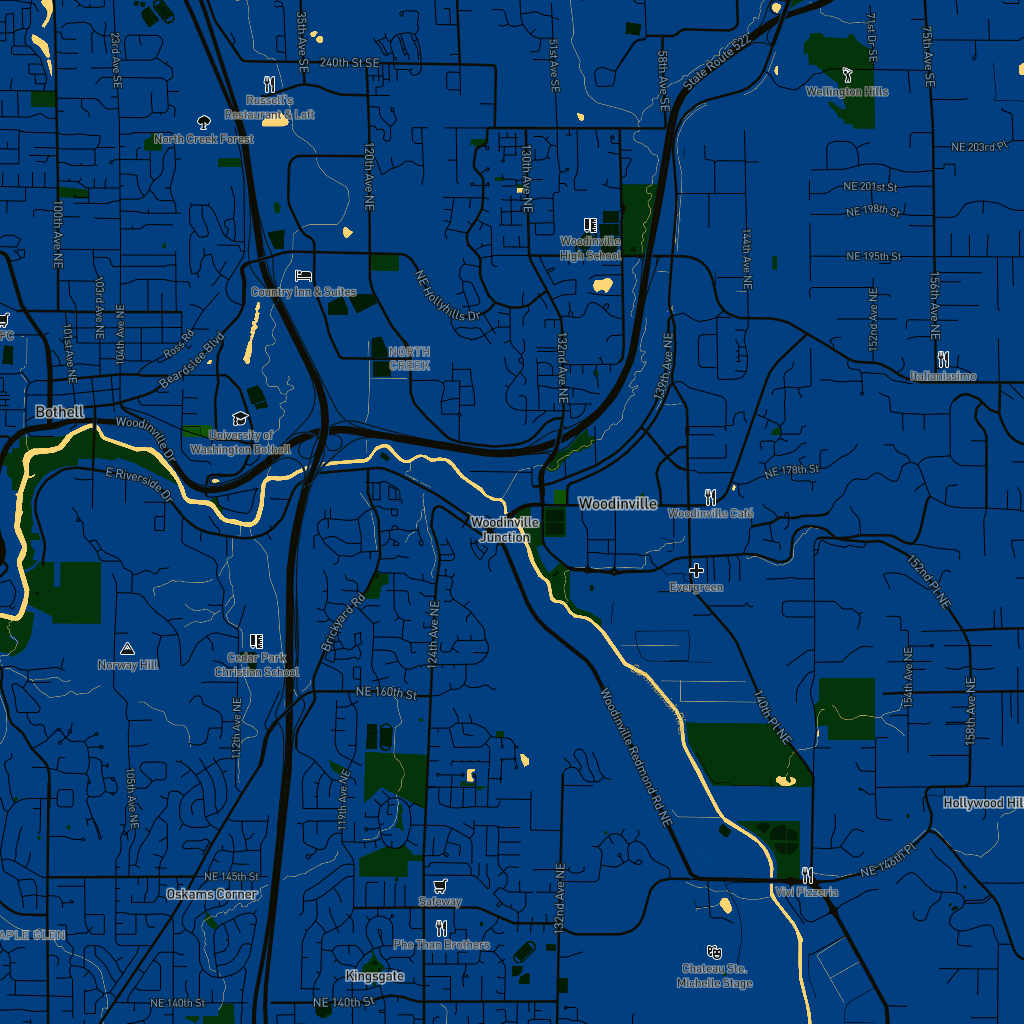 23rd Ave SE
35th Ave SE
240th St SE
51st Ave SE
58th Ave SE
State Route 522
71st Dr SE
75th Ave SE
Russell's
Restaurant & Loft
Wellington Hills
North Creek Forest
NE 203rd Pl
120th Ave NE
130th Ave NE
NE 201st St
NE 198th St
100th Ave NE
Woodinville
High School
144th Ave NE
NE 195th St
103rd Ave NE
Country Inn & Suites
NE Hollyhills Dr
156th Ave NE
104th Ave NE
152nd Ave NE
FC
101st Ave NE
Ross Rd
Beardslee Blvd
NORTH
CREEK
132nd Ave NE
139th Ave NE
Italianissimo
Bothell
Woodinville Dr
University of
Washington Bothell
E Riverside Dr
NE 178th St
Woodinville
Woodinville Café
Woodinville
Junction
Evergreen
152nd Pl NE
Brickyard Rd
124th Ave NE
Norway Hill
Cedar Park
Christian School
154th Ave NE
NE 160th St
112th Ave NE
Woodinville Redmond Rd NE
140th Pl NE
158th Ave NE
105th Ave NE
119th Ave NE
Hollywood Hil
NE 146th Pl
NE 145th St
Oskams Corner
Safeway
Vivi Pizzeria
132nd Ave NE
APLE GLEN
Pho Than Brothers
Kingsgate
Chateau Ste.
Michelle Stage
NE 140th St
NE 140th St